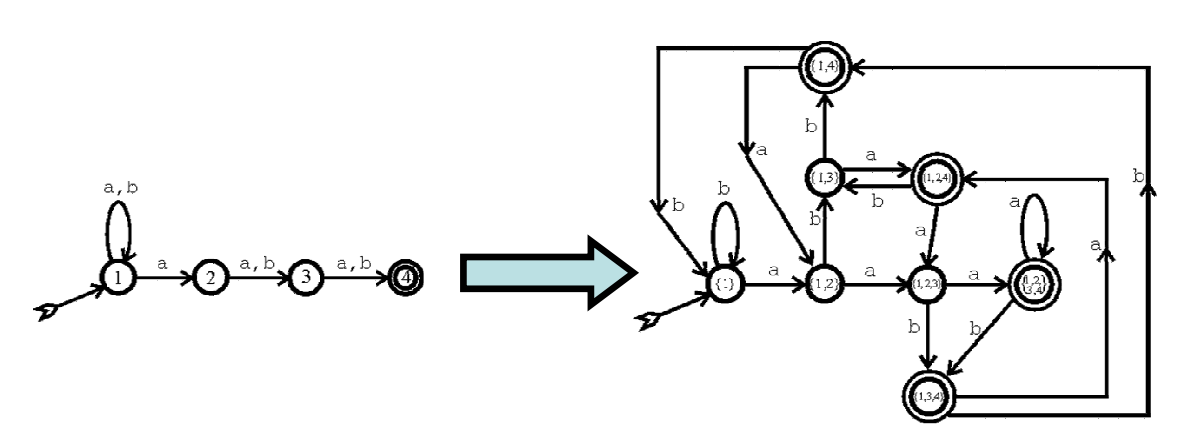 a,b
1
a
2
a,b
3
a,b
4
{1,4}
b
a
{1,3}
a
b
{1,2,4}
b
a
b
b
b
a
a
a
{1}
a
{1,2}
a
{1,2,3}
a
{1,2}
{3,4}
b
b
{1,3,4}